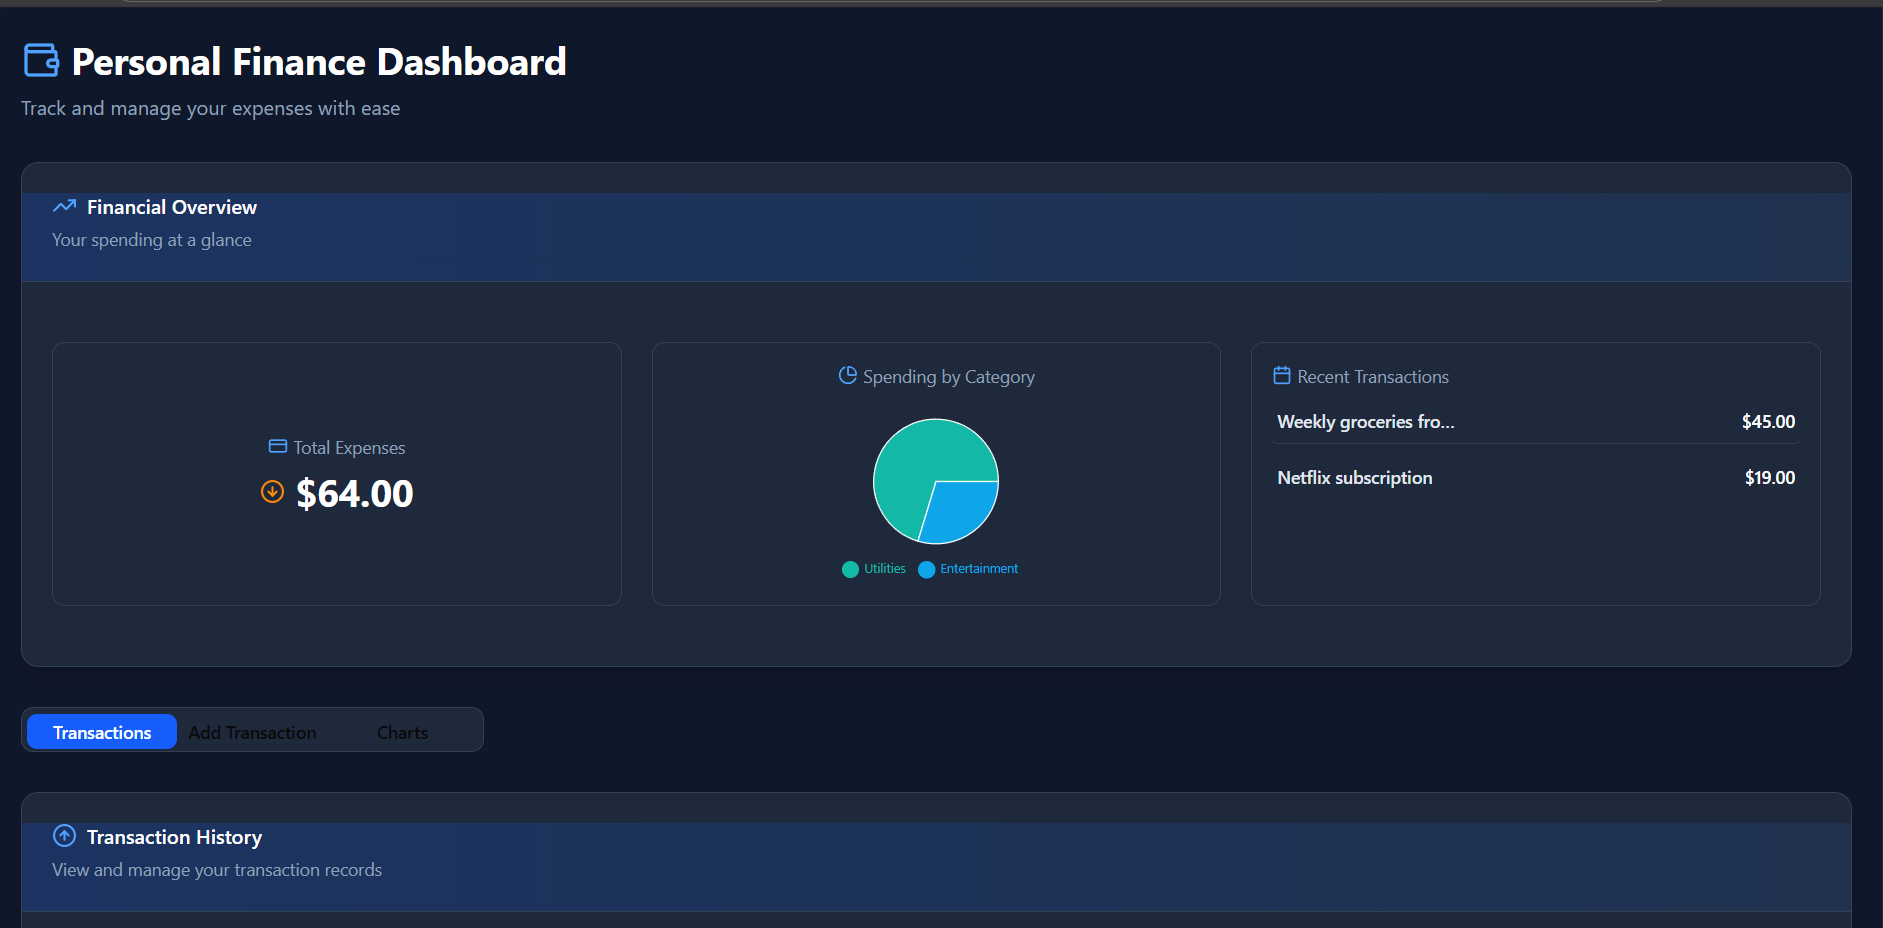 Personal Finance Dashboard
Track and manage your expenses with ease
Financial Overview
Your spending at a glance
Total Expenses
$64.00
Spending by Category
Utilities Entertainment
Recent Transactions
Weekly groceries fro... $45.00
Netflix subscription $19.00
Transactions Add Transaction Charts
Transaction History
View and manage your transaction records